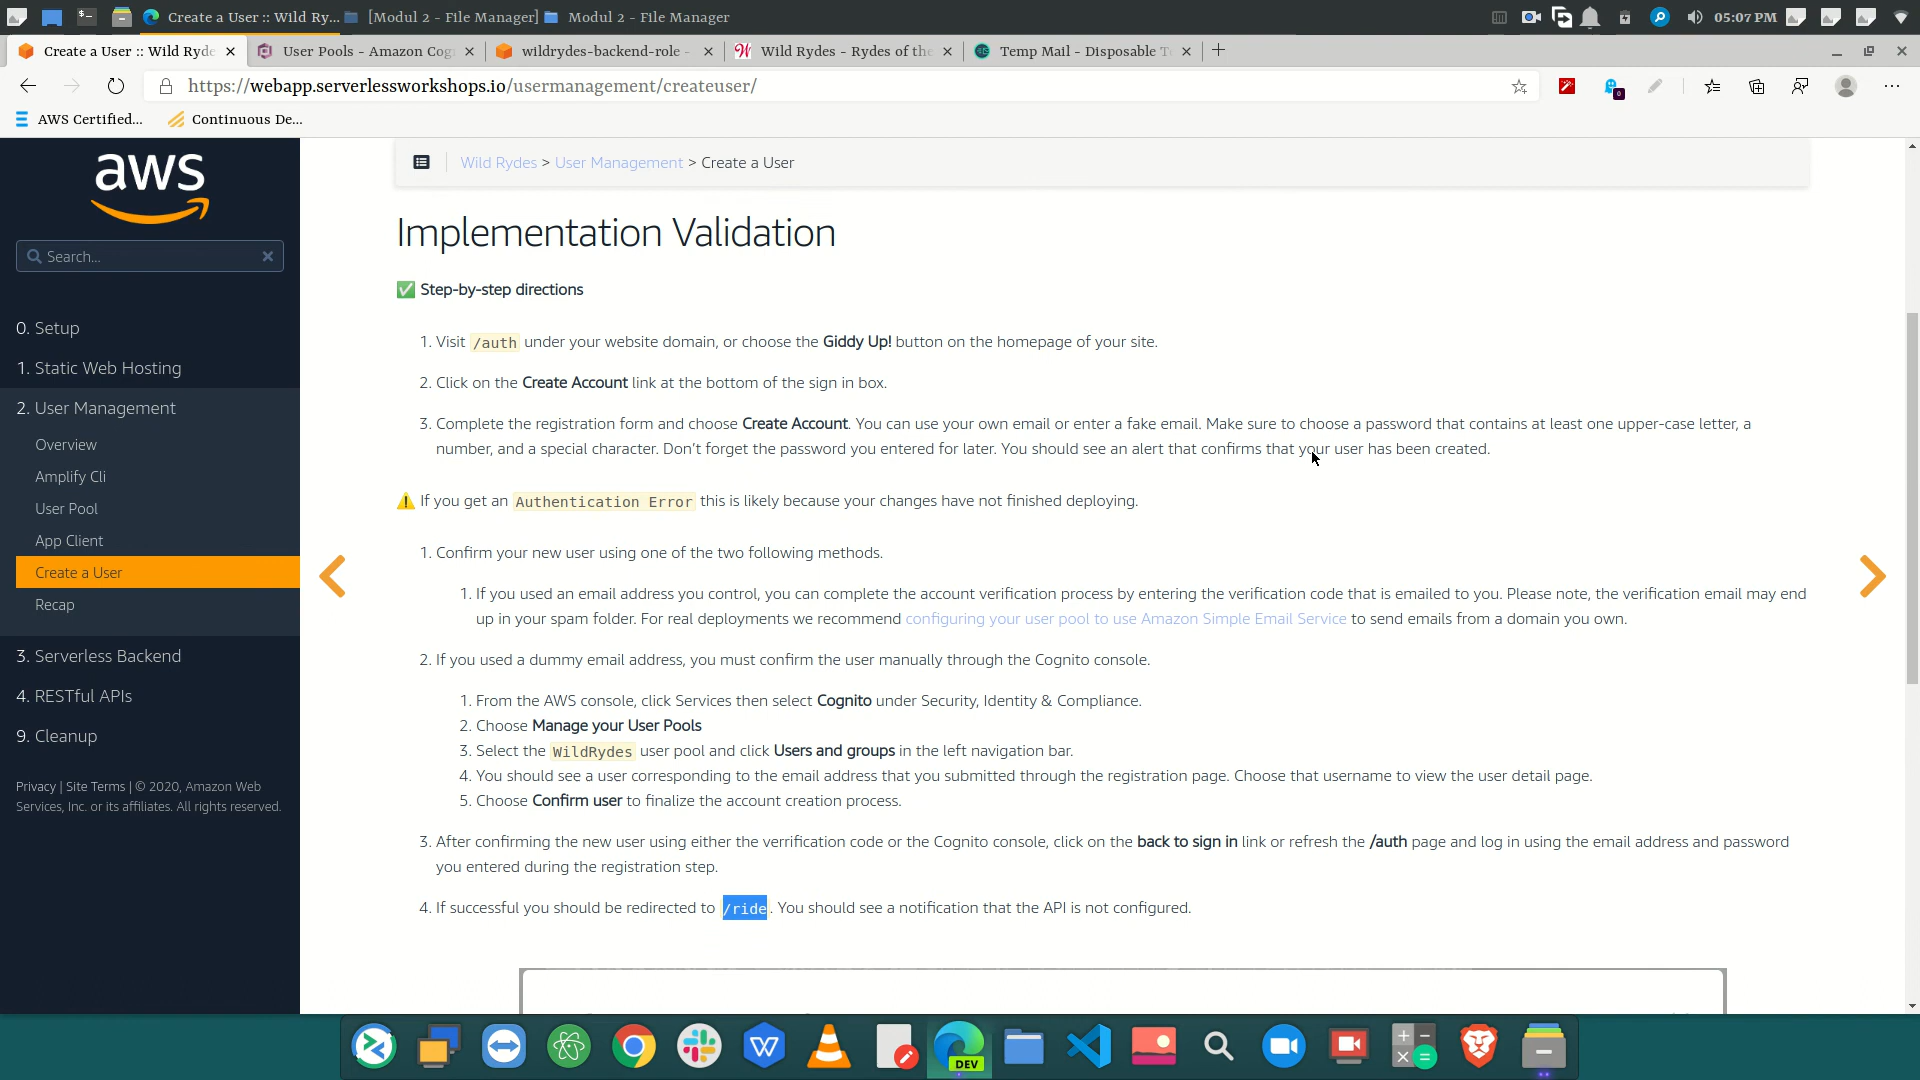 Create a User :: Wild Ry... [Modul 2 - File Manager] Modul 2 - File Manager 05:07 PM
Create a User :: Wild Ryde User Pools - Amazon Cog wildrydes-backend-role - Wild Rydes - Rydes of the Temp Mail - Disposable Te
https://webapp.serverlessworkshops.io/usermanagement/createuser/
AWS Certified... Continuous De...
aws
Search...
0. Setup
1. Static Web Hosting
2. User Management
Overview
Amplify Cli
User Pool
App Client
Create a User
Recap
3. Serverless Backend
4. RESTful APIs
9. Cleanup
Privacy | Site Terms | © 2020, Amazon Web
Services, Inc. or its affiliates. All rights reserved.
Wild Rydes > User Management > Create a User
Implementation Validation
✅ Step-by-step directions
1. Visit /auth under your website domain, or choose the Giddy Up! button on the homepage of your site.
2. Click on the Create Account link at the bottom of the sign in box.
3. Complete the registration form and choose Create Account. You can use your own email or enter a fake email. Make sure to choose a password that contains at least one upper-case letter, a
number, and a special character. Don't forget the password you entered for later. You should see an alert that confirms that your user has been created.
⚠️ If you get an Authentication Error this is likely because your changes have not finished deploying.
1. Confirm your new user using one of the two following methods.
1. If you used an email address you control, you can complete the account verification process by entering the verification code that is emailed to you. Please note, the verification email may end
up in your spam folder. For real deployments we recommend configuring your user pool to use Amazon Simple Email Service to send emails from a domain you own.
2. If you used a dummy email address, you must confirm the user manually through the Cognito console.
1. From the AWS console, click Services then select Cognito under Security, Identity & Compliance.
2. Choose Manage your User Pools
3. Select the WildRydes user pool and click Users and groups in the left navigation bar.
4. You should see a user corresponding to the email address that you submitted through the registration page. Choose that username to view the user detail page.
5. Choose Confirm user to finalize the account creation process.
3. After confirming the new user using either the verrification code or the Cognito console, click on the back to sign in link or refresh the /auth page and log in using the email address and password
you entered during the registration step.
4. If successful you should be redirected to /ride. You should see a notification that the API is not configured.
DEV